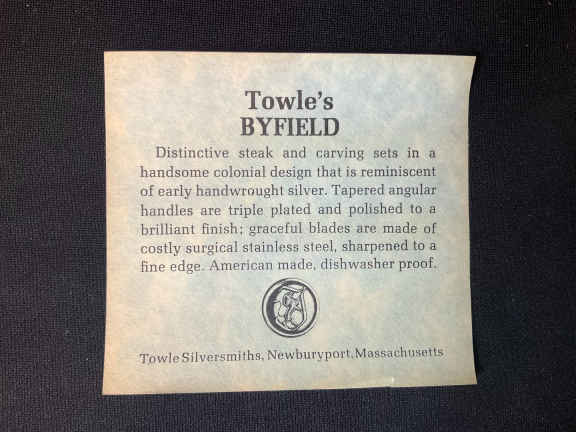 Towle's
BYFIELD
Distinctive steak and carving sets in a
handsome colonial design that is reminiscent
of early handwrought silver. Tapered angular
handles are triple plated and polished to a
brilliant finish; graceful blades are made of
costly surgical stainless steel, sharpened to a
fine edge. American made, dishwasher proof.
Towle Silversmiths, Newburyport, Massachusetts